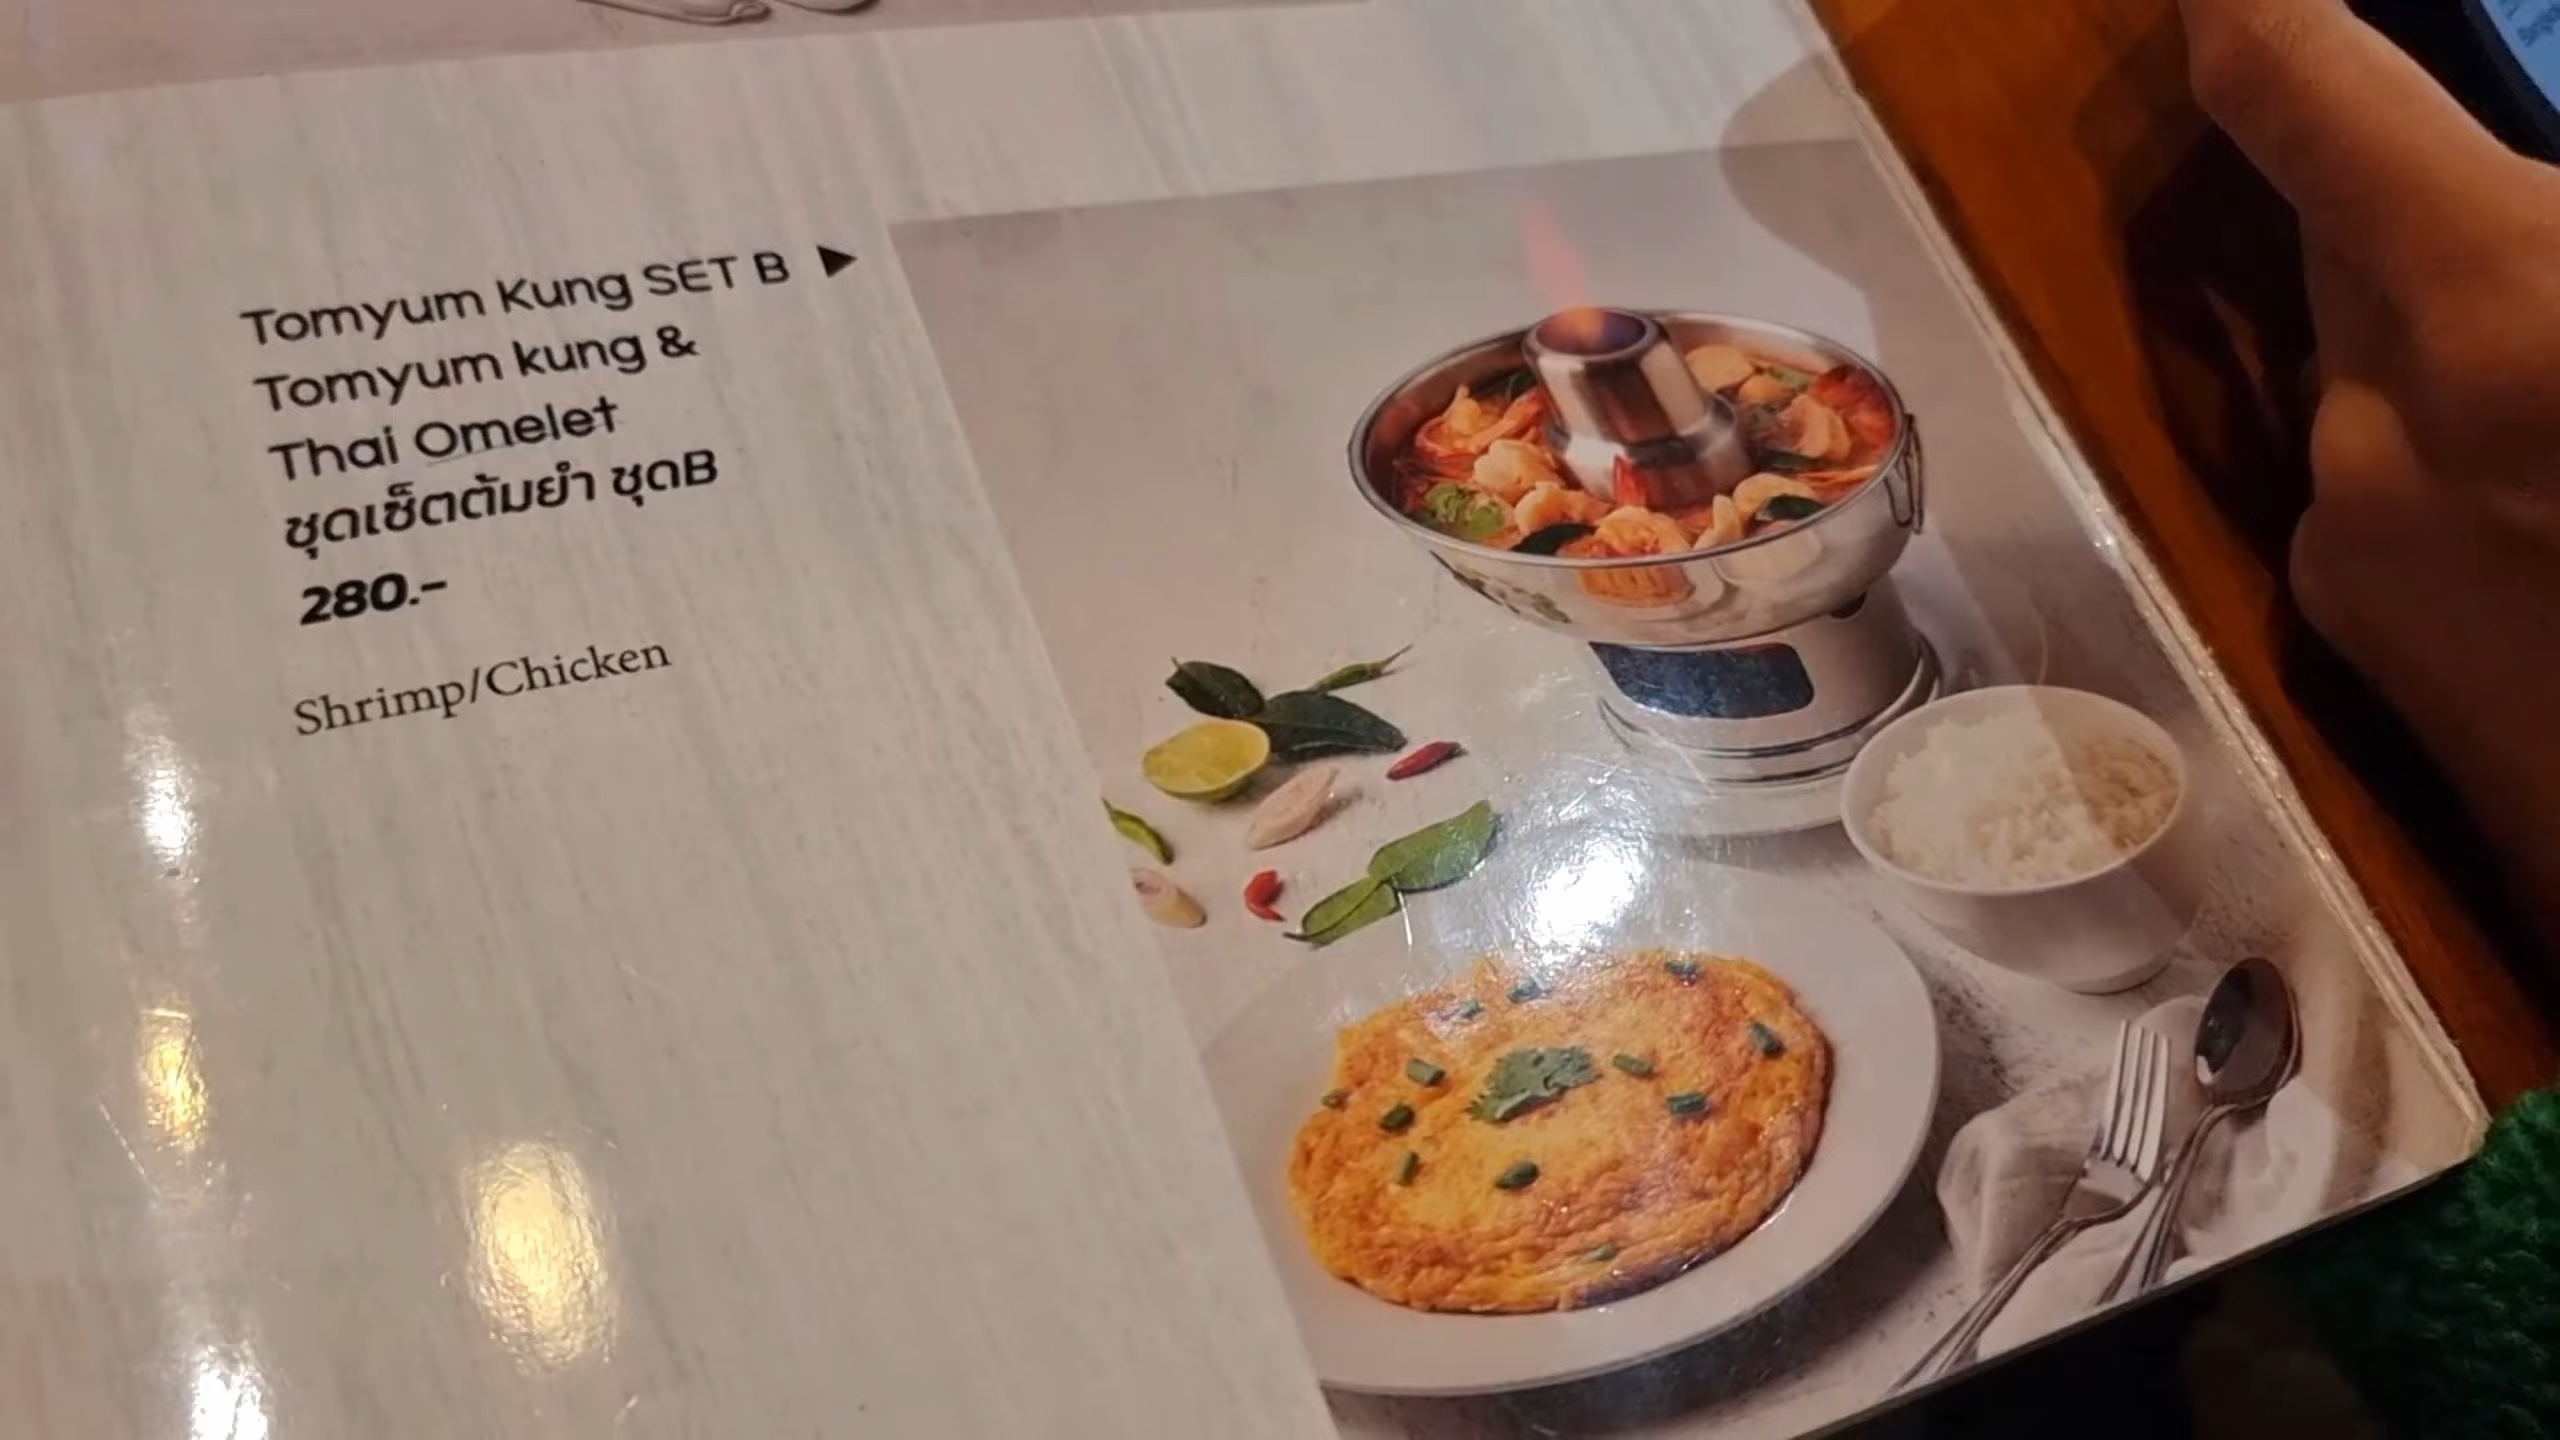 Tomyum Kung SET B ▶
Tomyum kung &
Thai Omelet
ชุดเซ็ตต้มยำ ชุดB
280.-
Shrimp/Chicken